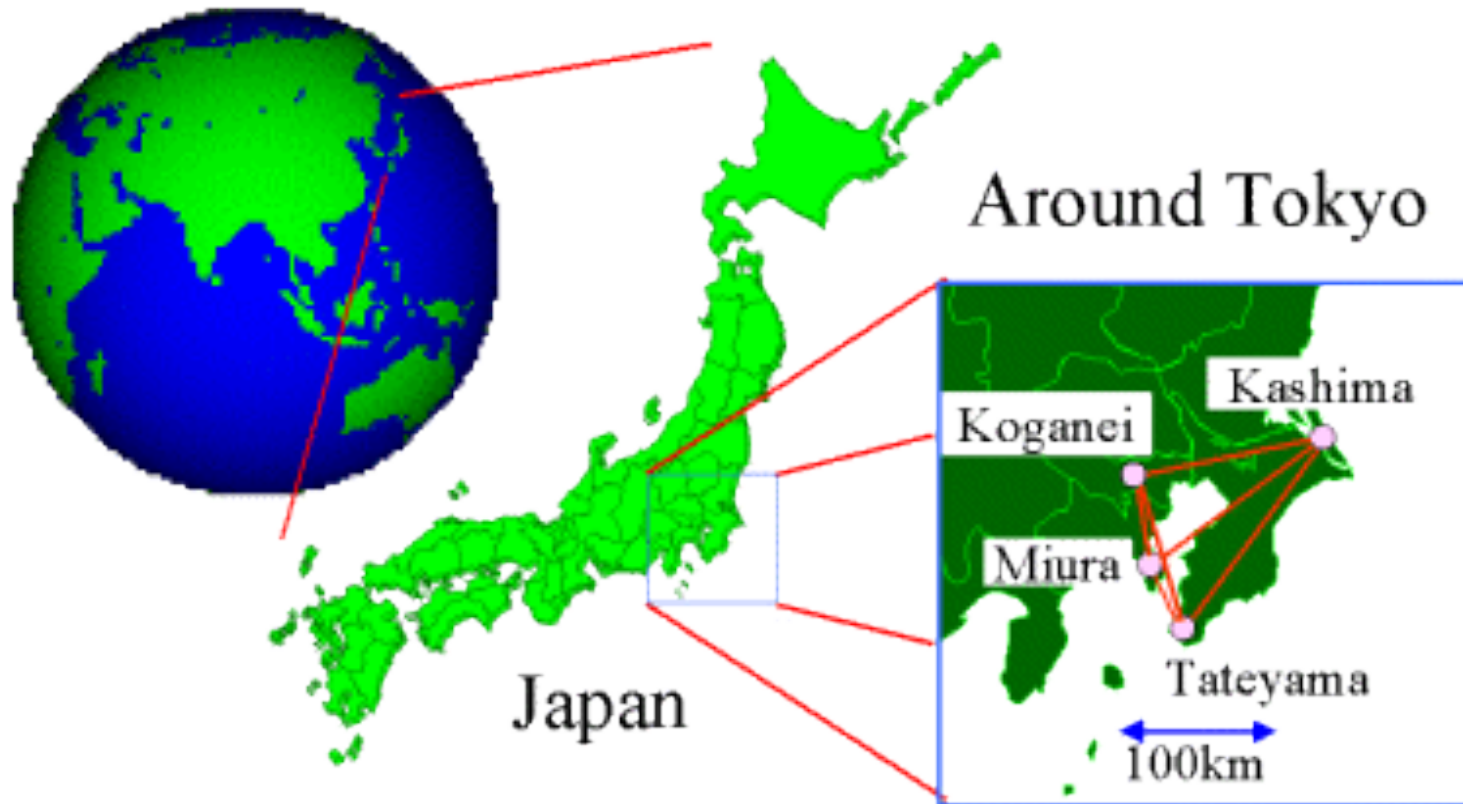 Around Tokyo
Kashima
Koganei
Miura
Tateyama
Japan
100km